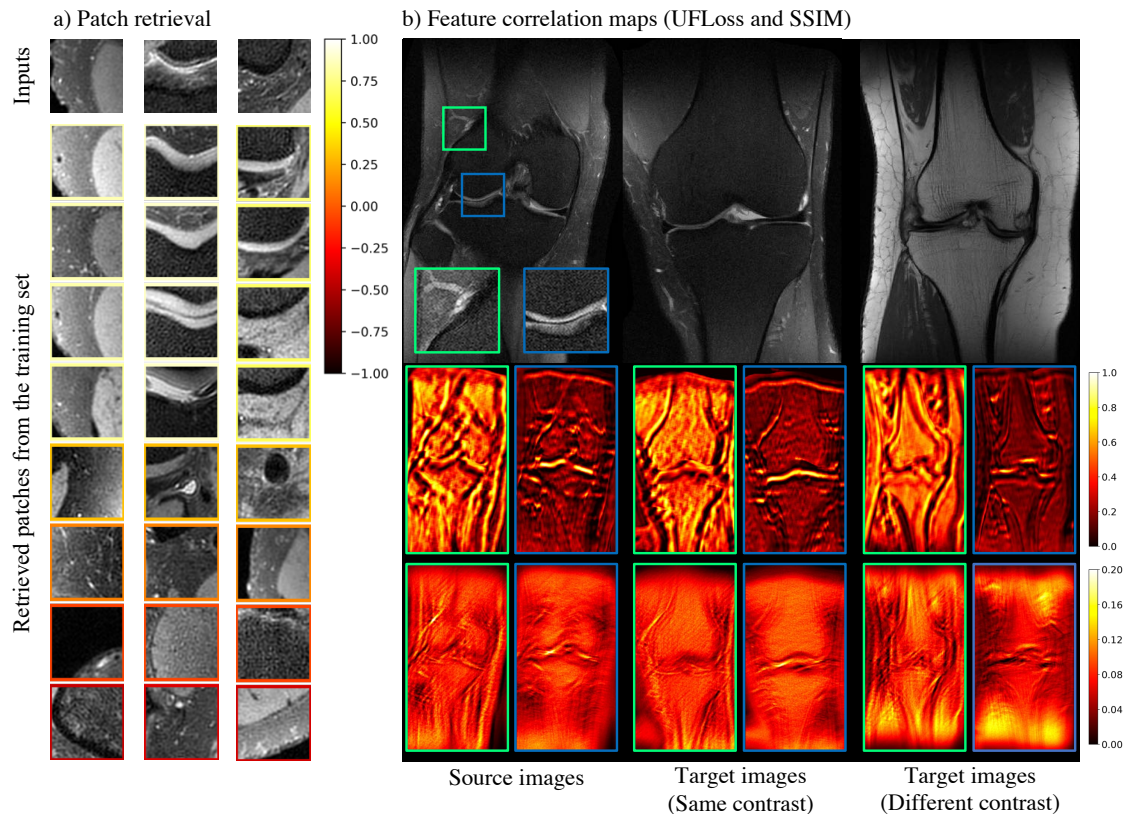 a) Patch retrieval
b) Feature correlation maps (UFLoss and SSIM)
Inputs
Retrieved patches from the training set
1.00
0.75
0.50
0.25
0.00
−0.25
−0.50
−0.75
−1.00
1.0
0.8
0.6
0.4
0.2
0.0
0.20
0.16
0.12
0.08
0.04
0.00
Source images
Target images
(Same contrast)
Target images
(Different contrast)